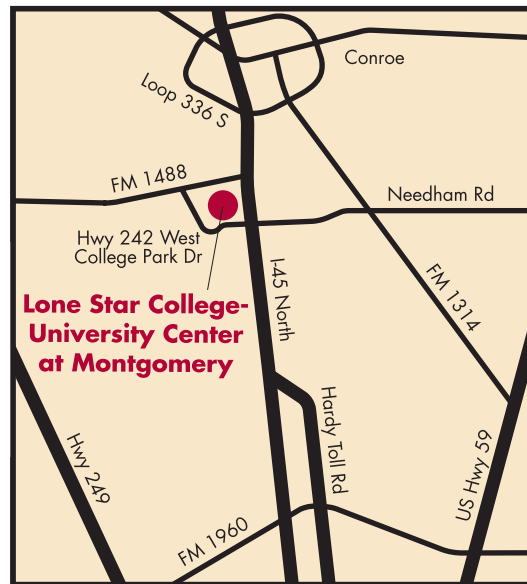 Conroe
Loop 336 S
FM 1488
Needham Rd
Hwy 242 West
College Park Dr
I-45 North
FM 1314
Lone Star College-
University Center
at Montgomery
Hardy Toll Rd
Hwy 249
US Hwy 59
FM 1960